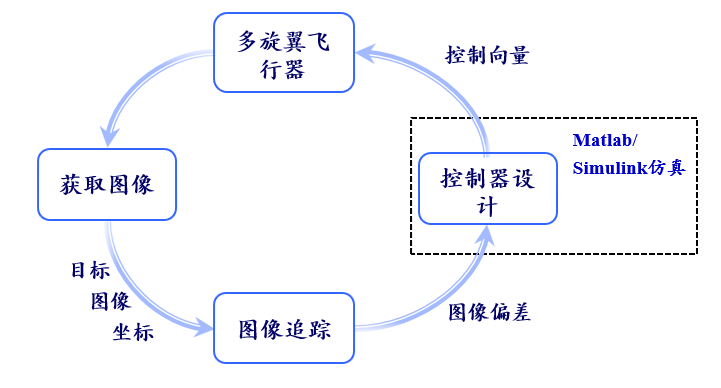 多旋翼飞
行器
控制向量
Matlab/
Simulink仿真
控制器设
计
获取图像
目标
图像
坐标
图像追踪
图像偏差